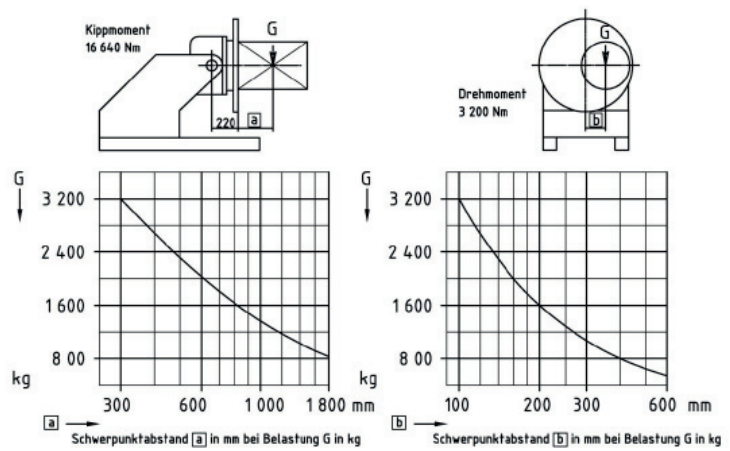 Kippmoment
16 640 Nm
G
220 a
G
Drehmoment
3 200 Nm
b
G
3 200
2 400
1 600
8 00
kg
300 600 1 000 1 800 mm
a
Schwerpunktabstand a in mm bei Belastung G in kg
G
3 200
2 400
1 600
8 00
kg
100 200 300 400 600 mm
b
Schwerpunktabstand b in mm bei Belastung G in kg